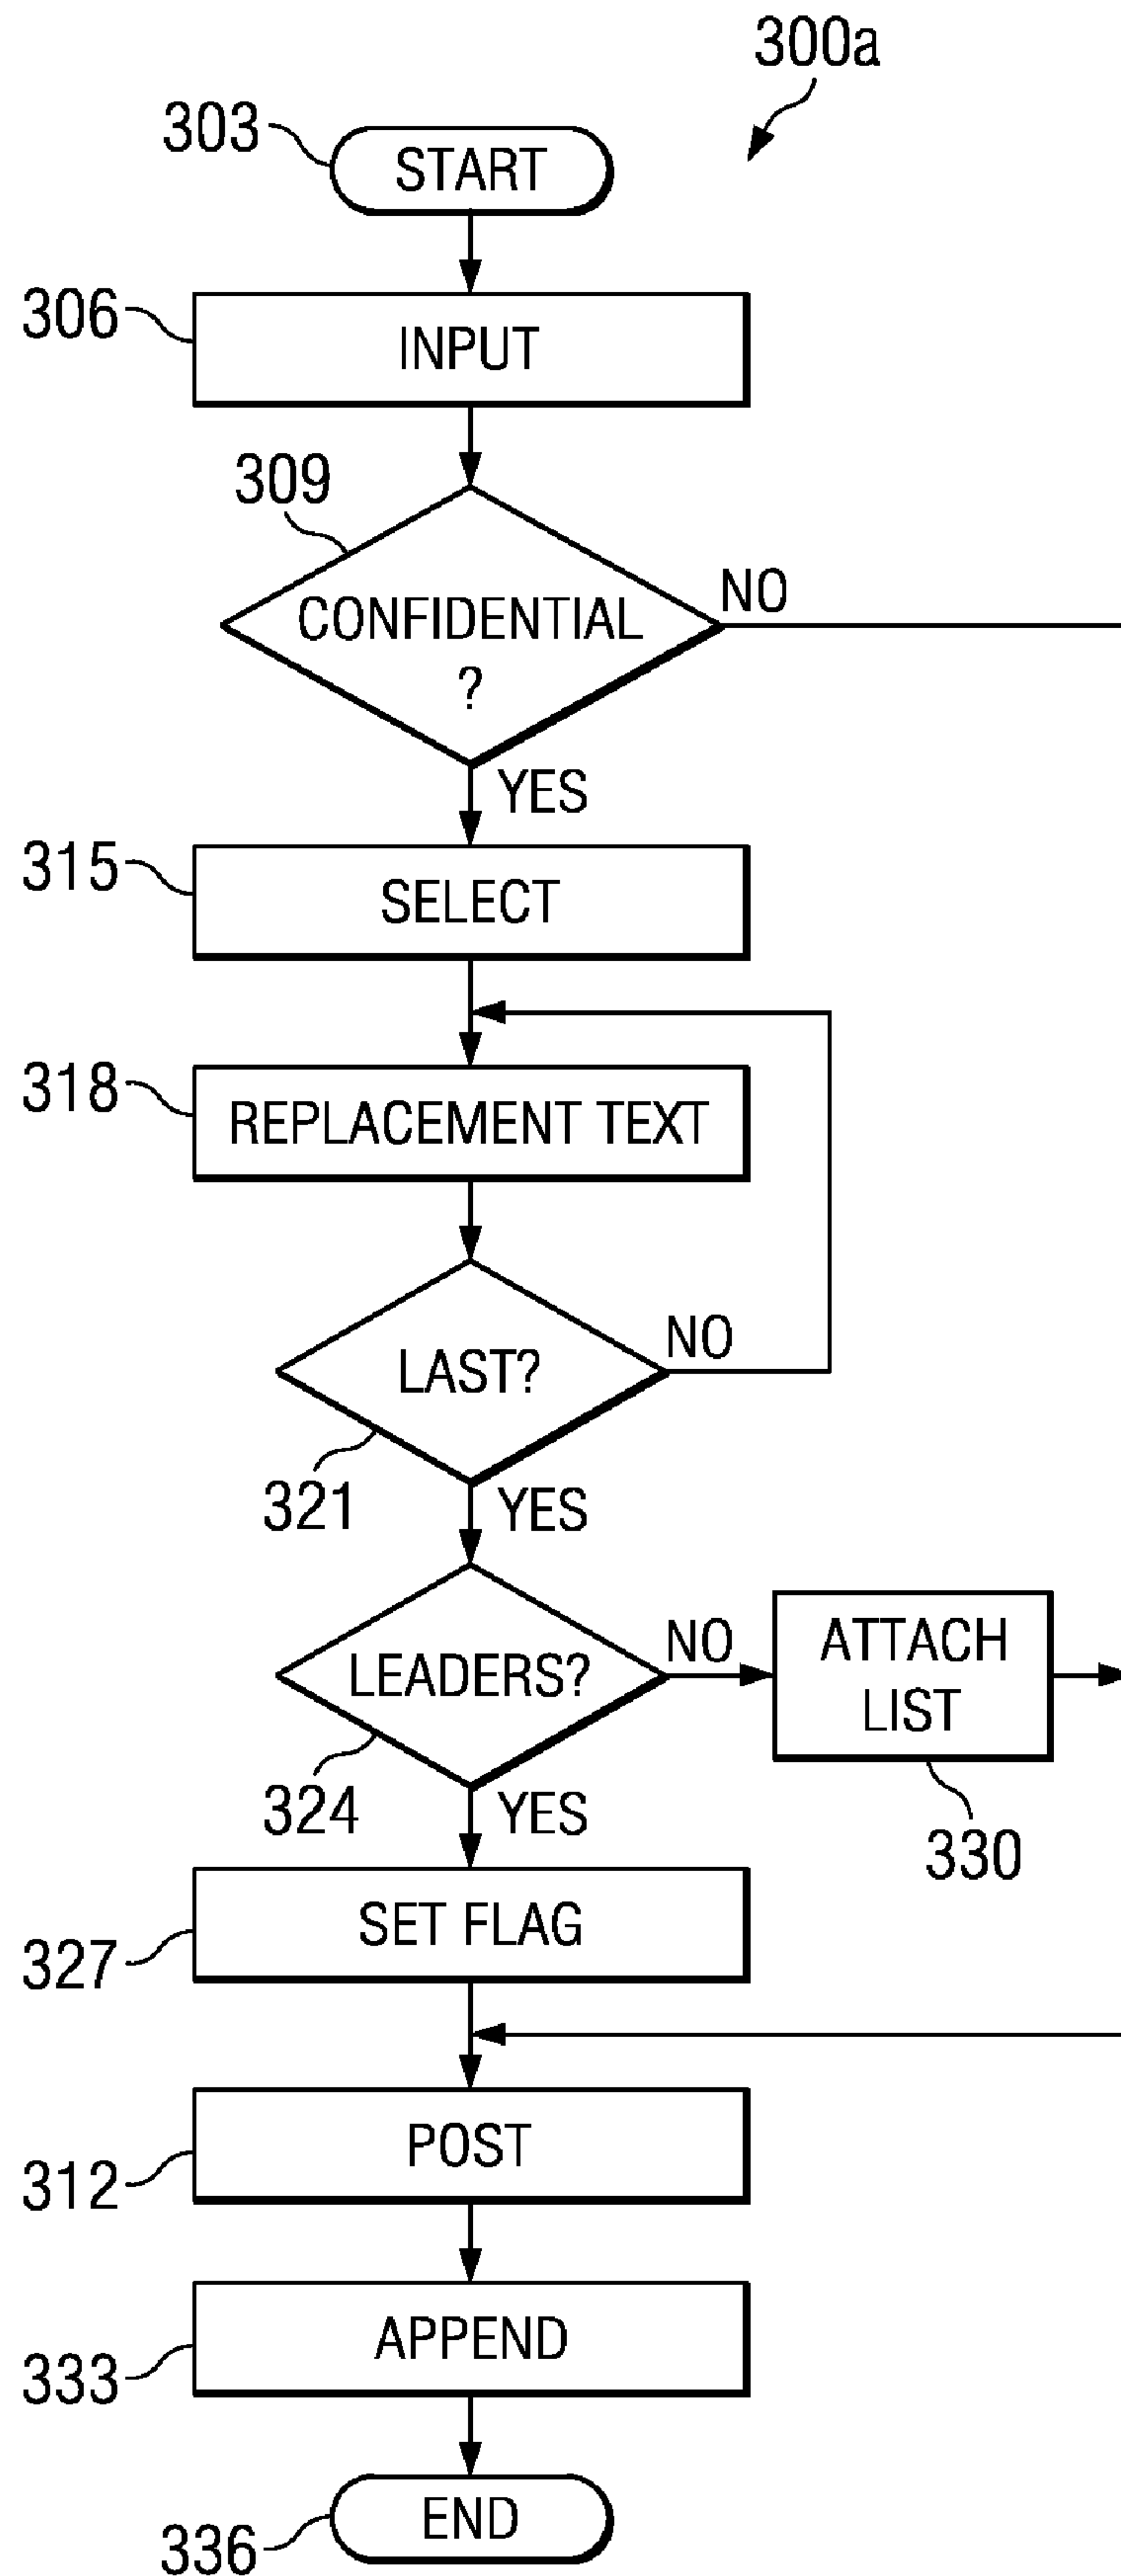 300a
303
START
306
INPUT
309
CONFIDENTIAL
?
NO
YES
315
SELECT
318
REPLACEMENT TEXT
LAST?
NO
321
YES
LEADERS?
NO
ATTACH
LIST
324
YES
330
SET FLAG
327
POST
312
APPEND
333
END
336